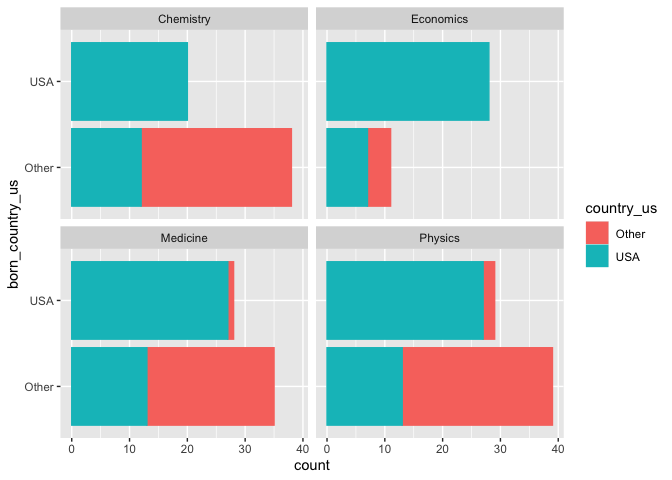 Chemistry
Economics
USA
Other
born_country_us
country_us
Other
USA
Medicine
Physics
USA
Other
0 10 20 30 40
0 10 20 30 40
count